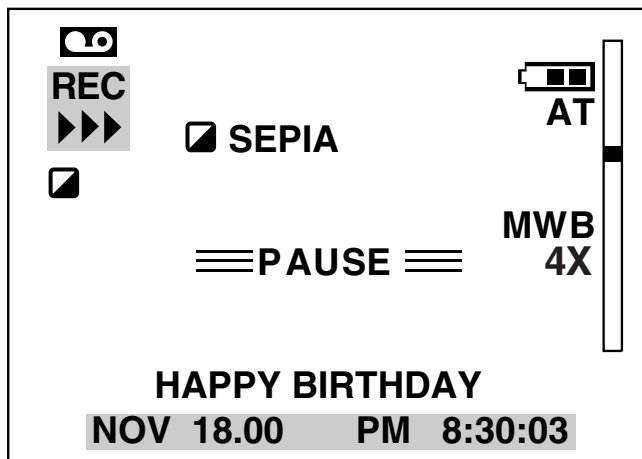 REC
AT
SEPIA
MWB
PAUSE
4X
HAPPY BIRTHDAY
NOV 18.00 PM 8:30:03